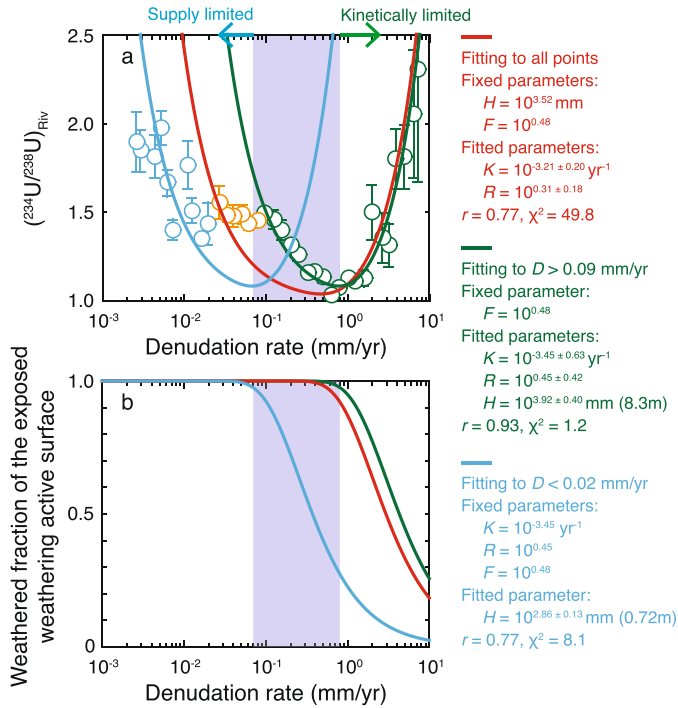 Supply limited
Kinetically limited
a
2.5
2.0
1.5
1.0
(²³⁴U/²³⁸U)Riv
10⁻³
10⁻²
10⁻¹
10⁰
10¹
Denudation rate (mm/yr)
b
1.0
0.5
0
Weathered fraction of the exposed
weathering active surface
10⁻³
10⁻²
10⁻¹
10⁰
10¹
Denudation rate (mm/yr)
Fitting to all points
Fixed parameters:
H = 10³·⁵² mm
F = 10⁰·⁴⁸
Fitted parameters:
K = 10⁻³·²¹ ± ⁰·²⁰ yr⁻¹
R = 10⁰·³¹ ± ⁰·¹⁸
r = 0.77, χ² = 49.8
Fitting to D > 0.09 mm/yr
Fixed parameter:
F = 10⁰·⁴⁸
Fitted parameters:
K = 10⁻³·⁴⁵ ± ⁰·⁶³ yr⁻¹
R = 10⁰·⁴⁵ ± ⁰·⁴²
H = 10³·⁹² ± ⁰·⁴⁰ mm (8.3m)
r = 0.93, χ² = 1.2
Fitting to D < 0.02 mm/yr
Fixed parameters:
K = 10⁻³·⁴⁵ yr⁻¹
R = 10⁰·⁴⁵
F = 10⁰·⁴⁸
Fitted parameter:
H = 10²·⁸⁶ ± ⁰·¹³ mm (0.72m)
r = 0.77, χ² = 8.1